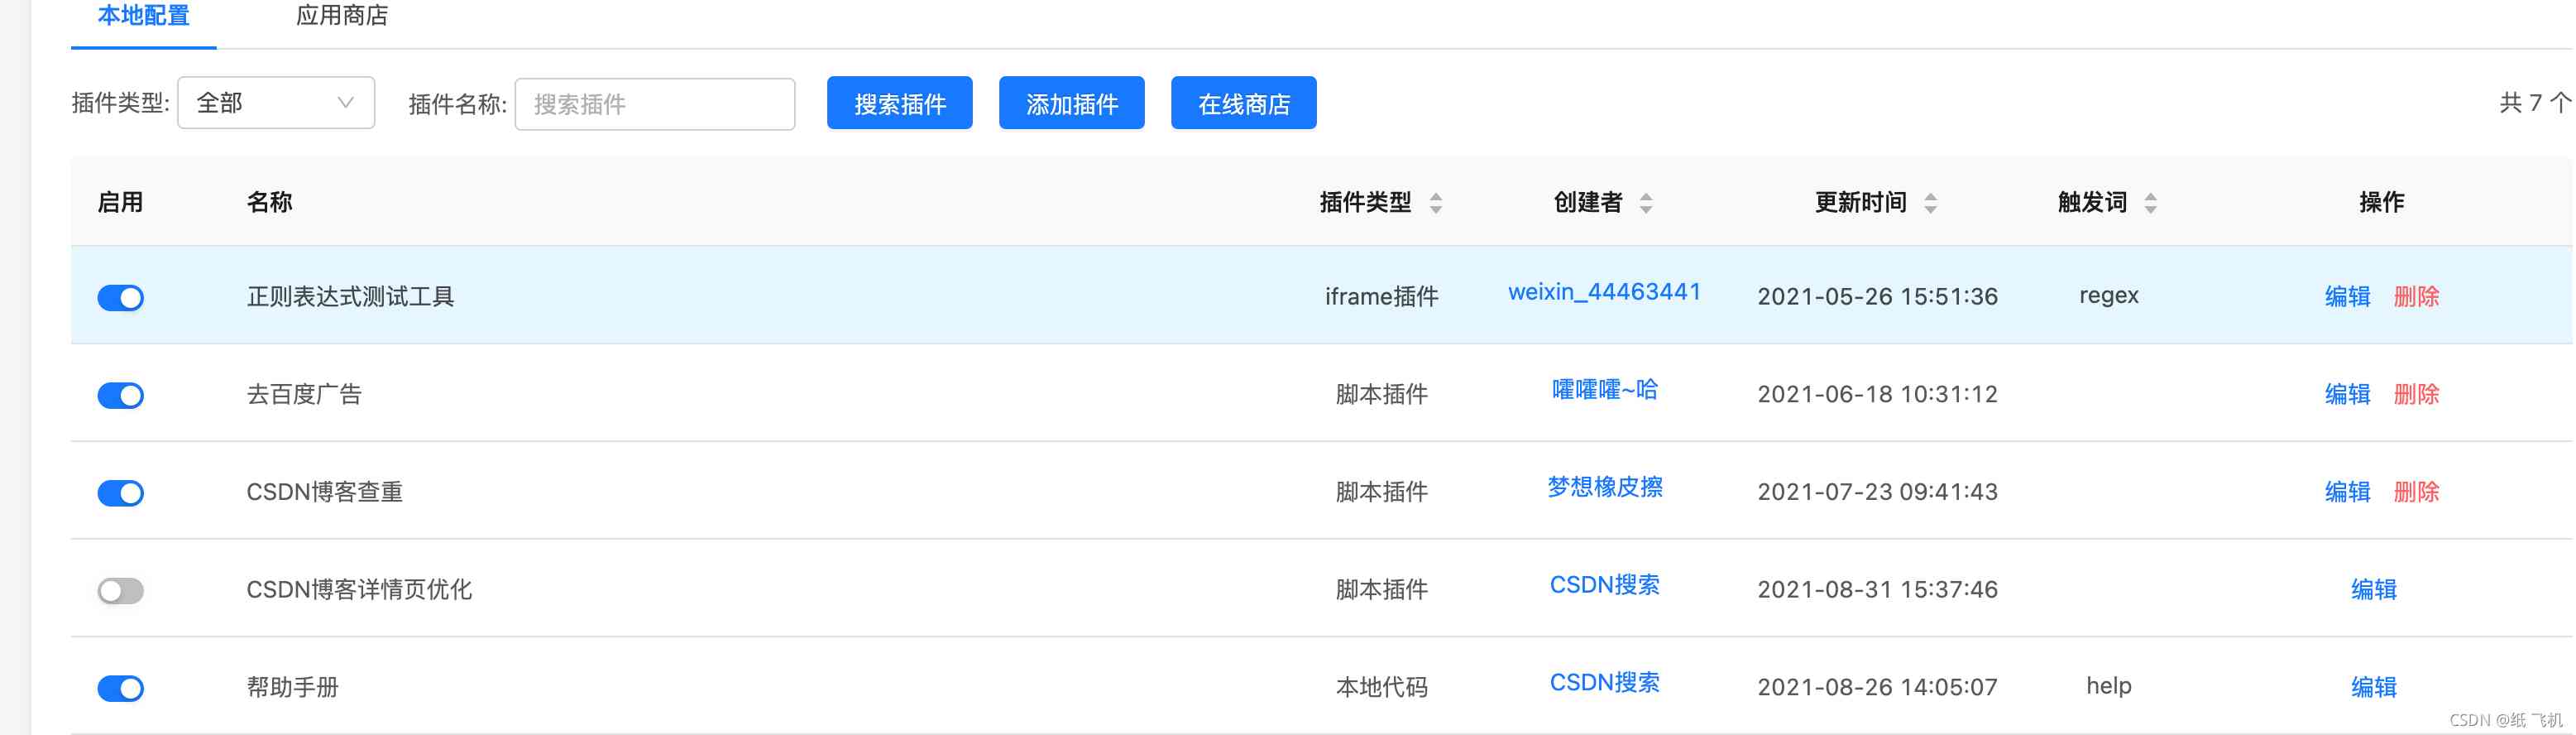 本地配置 应用商店
插件类型: 全部 插件名称: 搜索插件 搜索插件 添加插件 在线商店 共 7 个
启用 名称 插件类型 创建者 更新时间 触发词 操作
正则表达式测试工具 iframe插件 weixin_44463441 2021-05-26 15:51:36 regex 编辑 删除
去百度广告 脚本插件 嚯嚯嚯~哈 2021-06-18 10:31:12 编辑 删除
CSDN博客查重 脚本插件 梦想橡皮擦 2021-07-23 09:41:43 编辑 删除
CSDN博客详情页优化 脚本插件 CSDN搜索 2021-08-31 15:37:46 编辑
帮助手册 本地代码 CSDN搜索 2021-08-26 14:05:07 help 编辑
CSDN @纸 飞机